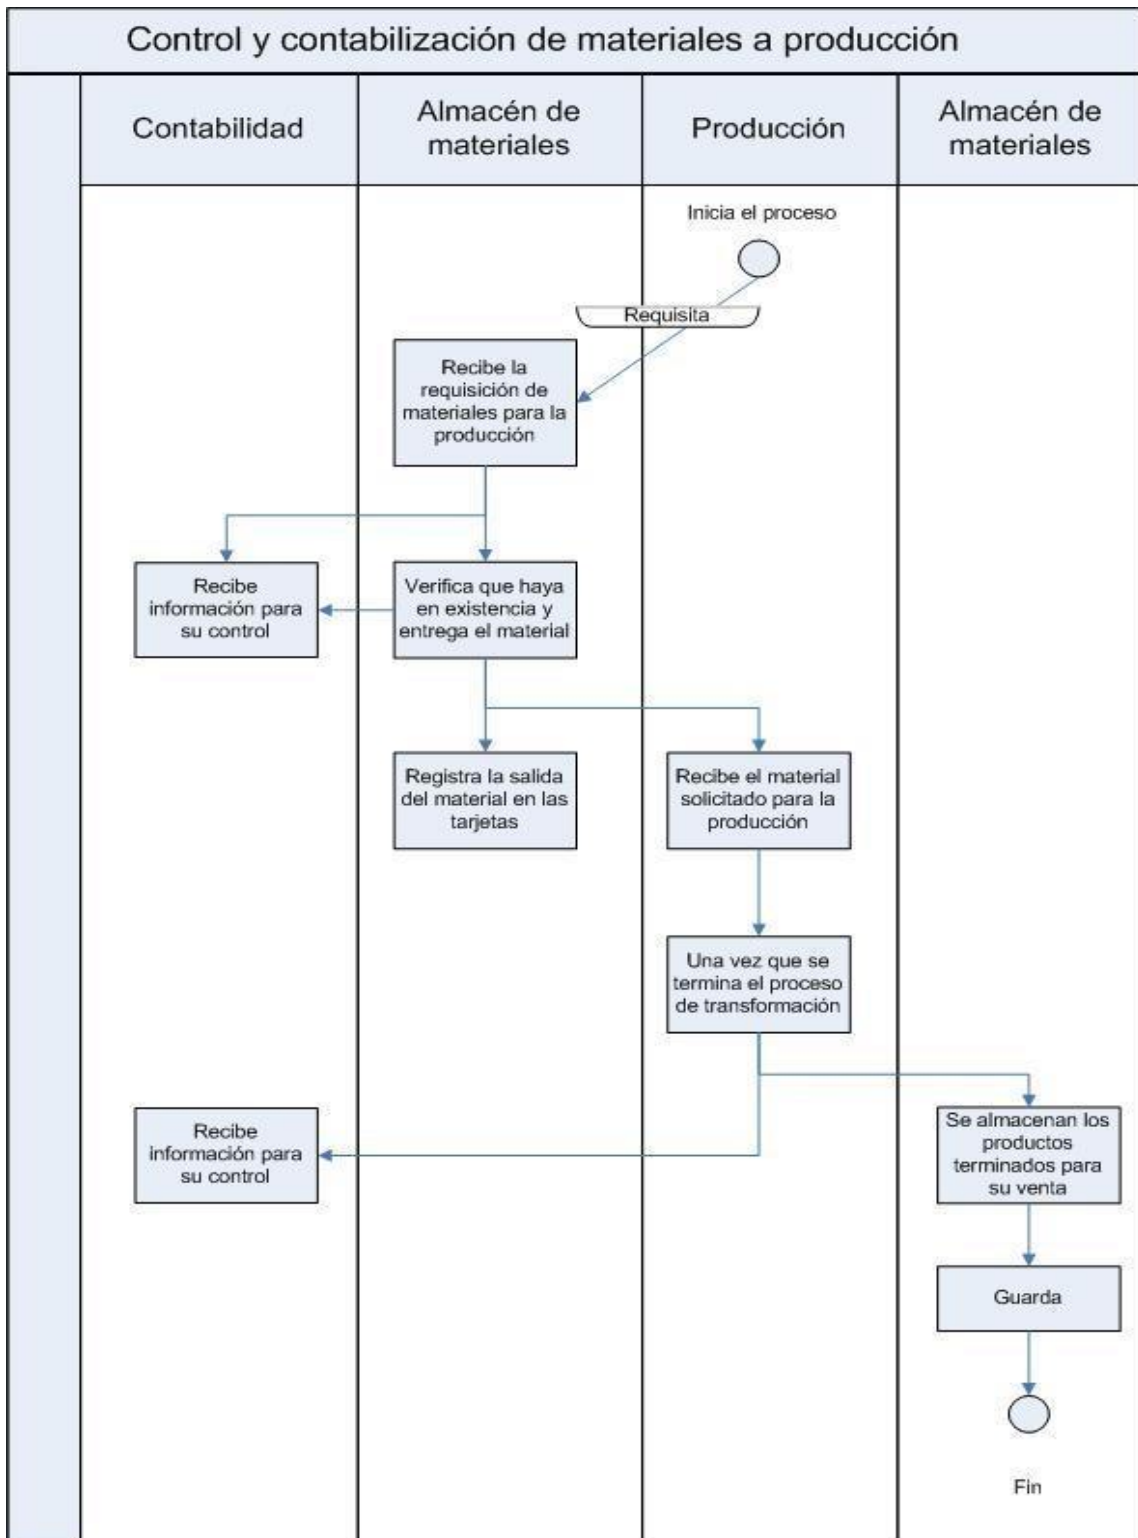 Control y contabilización de materiales a producción
Contabilidad
Almacén de
materiales
Producción
Almacén de
materiales
Inicia el proceso
Requisita
Recibe la
requisición de
materiales para la
producción
Recibe
información para
su control
Verifica que haya
en existencia y
entrega el material
Registra la salida
del material en las
tarjetas
Recibe el material
solicitado para la
producción
Una vez que se
termina el proceso
de transformación
Recibe
información para
su control
Se almacenan los
productos
terminados para
su venta
Guarda
Fin